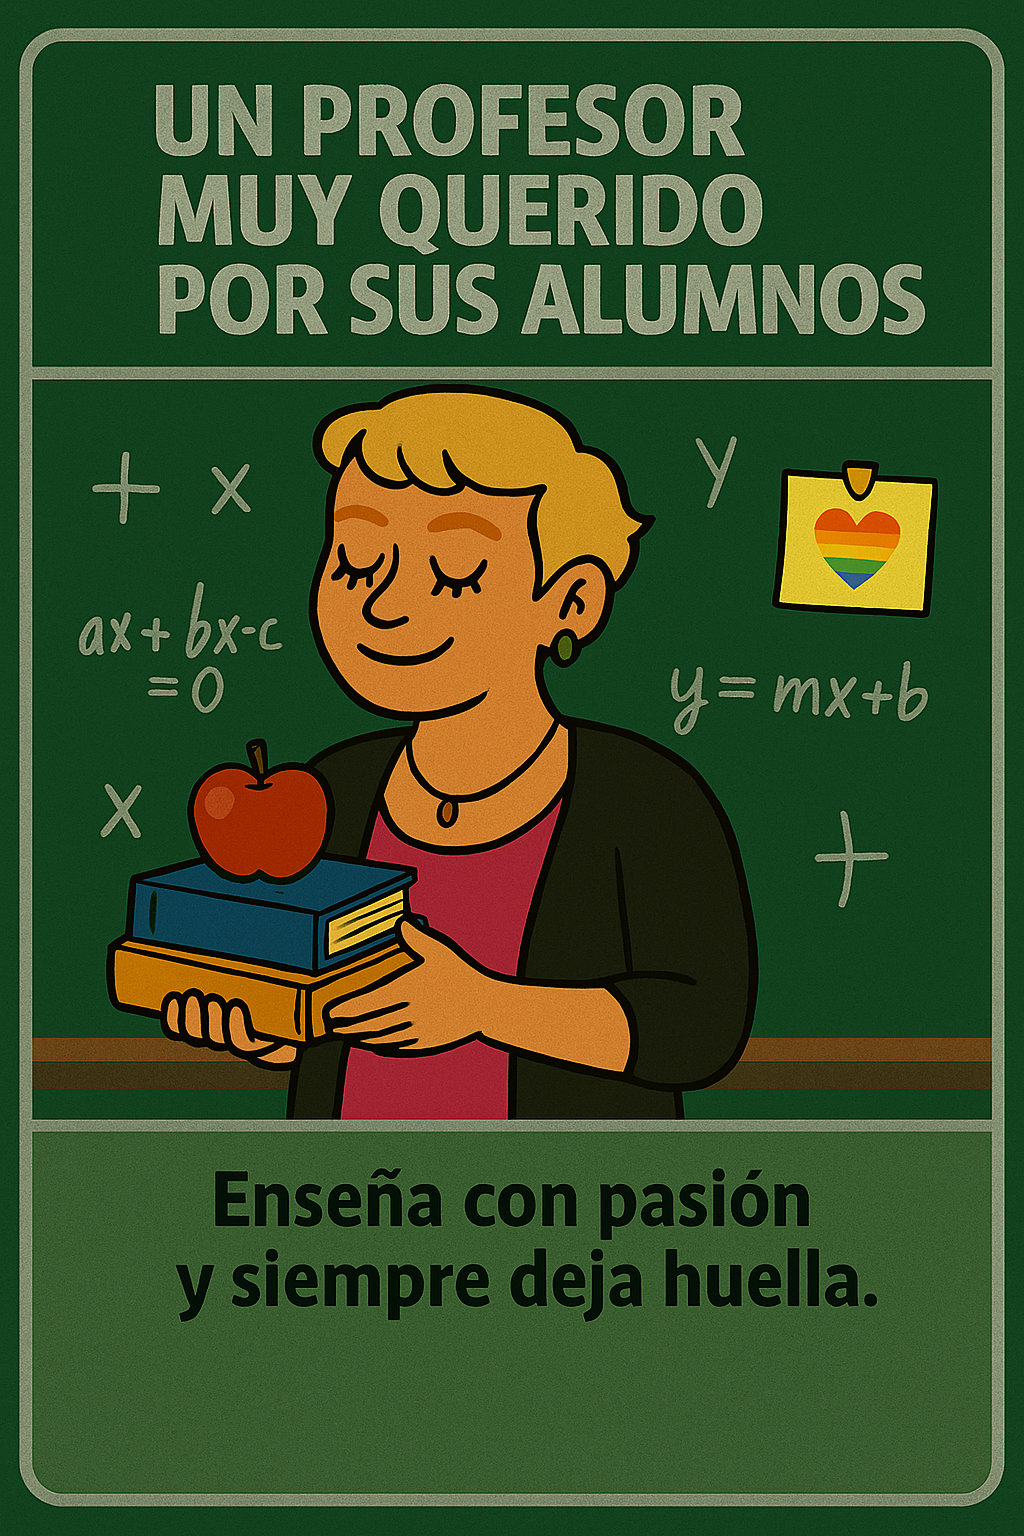 UN PROFESOR
MUY QUERIDO
POR SUS ALUMNOS
+ x
y
ax+bx-c
=0
y=mx+b
x
+
Enseña con pasión
y siempre deja huella.